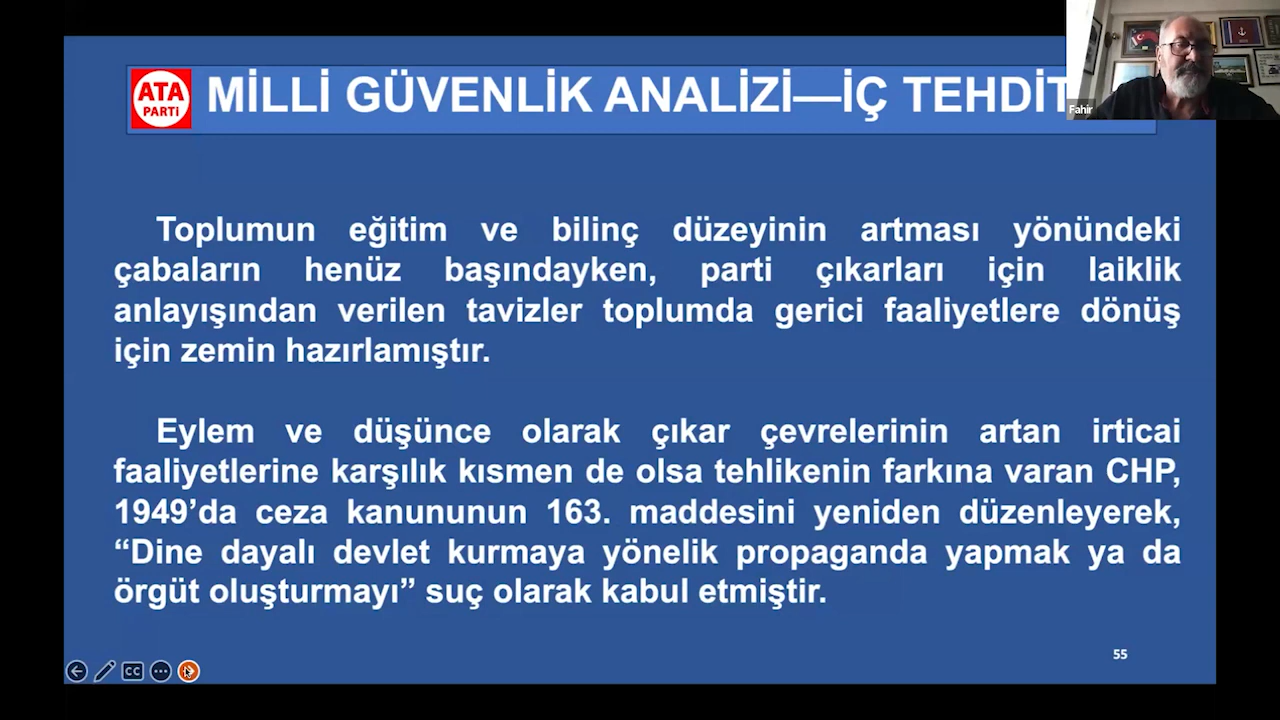 ATA
PARTİ
MİLLİ GÜVENLİK ANALİZİ—İÇ TEHDİT
Fahir
Toplumun eğitim ve bilinç düzeyinin artması yönündeki
çabaların henüz başındayken, parti çıkarları için laiklik
anlayışından verilen tavizler toplumda gerici faaliyetlere dönüş
için zemin hazırlamıştır.
Eylem ve düşünce olarak çıkar çevrelerinin artan irticai
faaliyetlerine karşılık kısmen de olsa tehlikenin farkına varan CHP,
1949’da ceza kanununun 163. maddesini yeniden düzenleyerek,
“Dine dayalı devlet kurmaya yönelik propaganda yapmak ya da
örgüt oluşturmayı” suç olarak kabul etmiştir.
55
CC